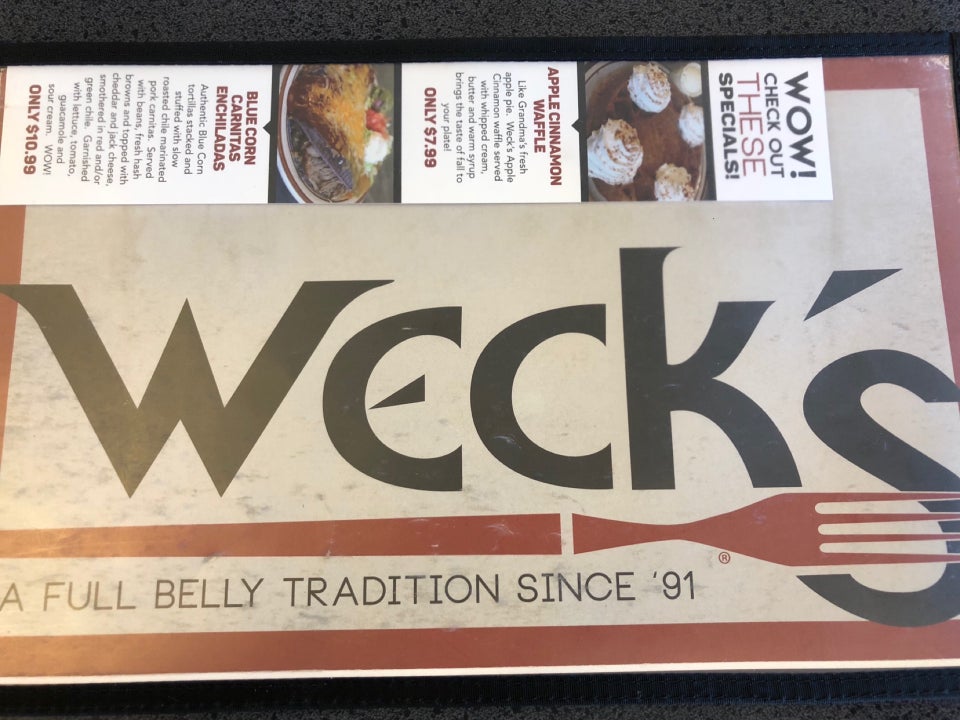 WOW!
CHECK OUT
THESE
SPECIALS!
APPLE CINNAMON
WAFFLE
Like Grandma's fresh
apple pie. Weck's Apple
Cinnamon waffle served
with whipped cream,
butter and warm syrup
brings the taste of fall to
your plate!
ONLY $7.99
BLUE CORN
CARNITAS
ENCHILADAS
Authentic Blue Corn
tortillas stacked and
stuffed with slow
roasted chile marinated
pork carnitas. Served
with beans, fresh hash
browns and topped with
cheddar and jack cheese,
smothered in red and/or
green chile. Garnished
with lettuce, tomato,
guacamole and
sour cream. WOW!
ONLY $10.99
Weck's
®
A FULL BELLY TRADITION SINCE '91